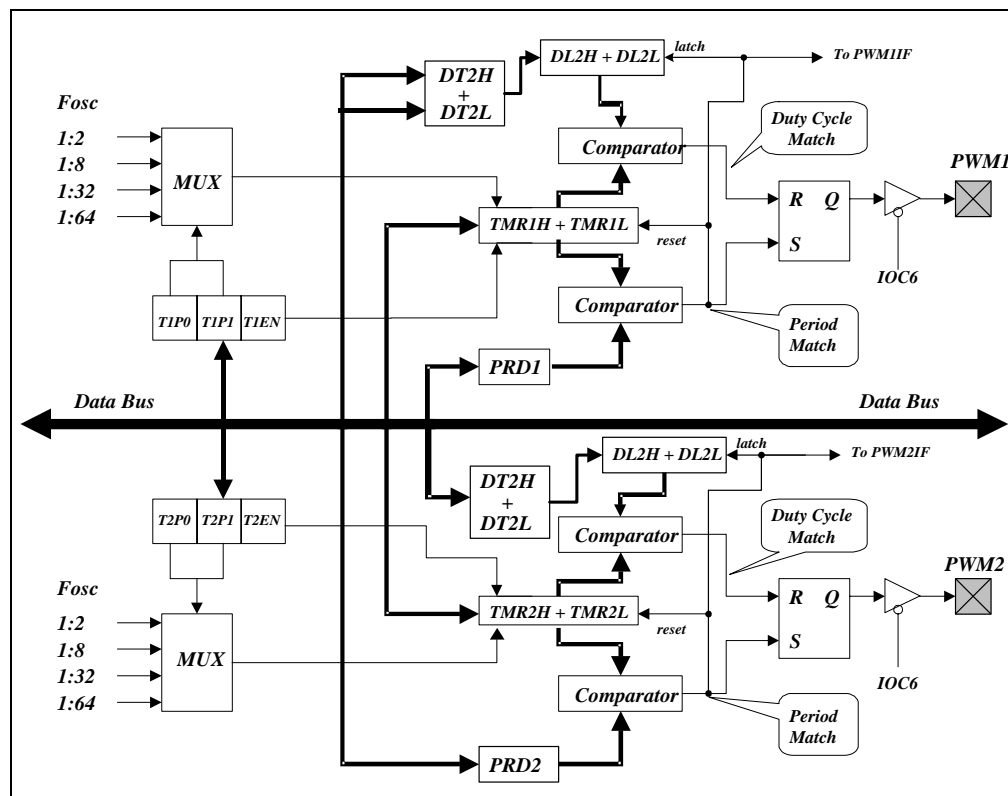 DL2H + DL2L
latch
To PWM1IF
DT2H
+
DT2L
Fosc
1:2
1:8
1:32
1:64
MUX
Comparator
Duty Cycle
Match
PWM1
R Q
S
TMR1H + TMR1L
reset
IOC6
Comparator
T1P0 T1P1 T1EN
Period
Match
PRD1
Data Bus
Data Bus
DL2H + DL2L
latch
To PWM2IF
DT2H
+
DT2L
T2P0 T2P1 T2EN
Comparator
Duty Cycle
Match
PWM2
Fosc
1:2
1:8
1:32
1:64
MUX
R Q
S
TMR2H + TMR2L
reset
IOC6
Comparator
Period
Match
PRD2